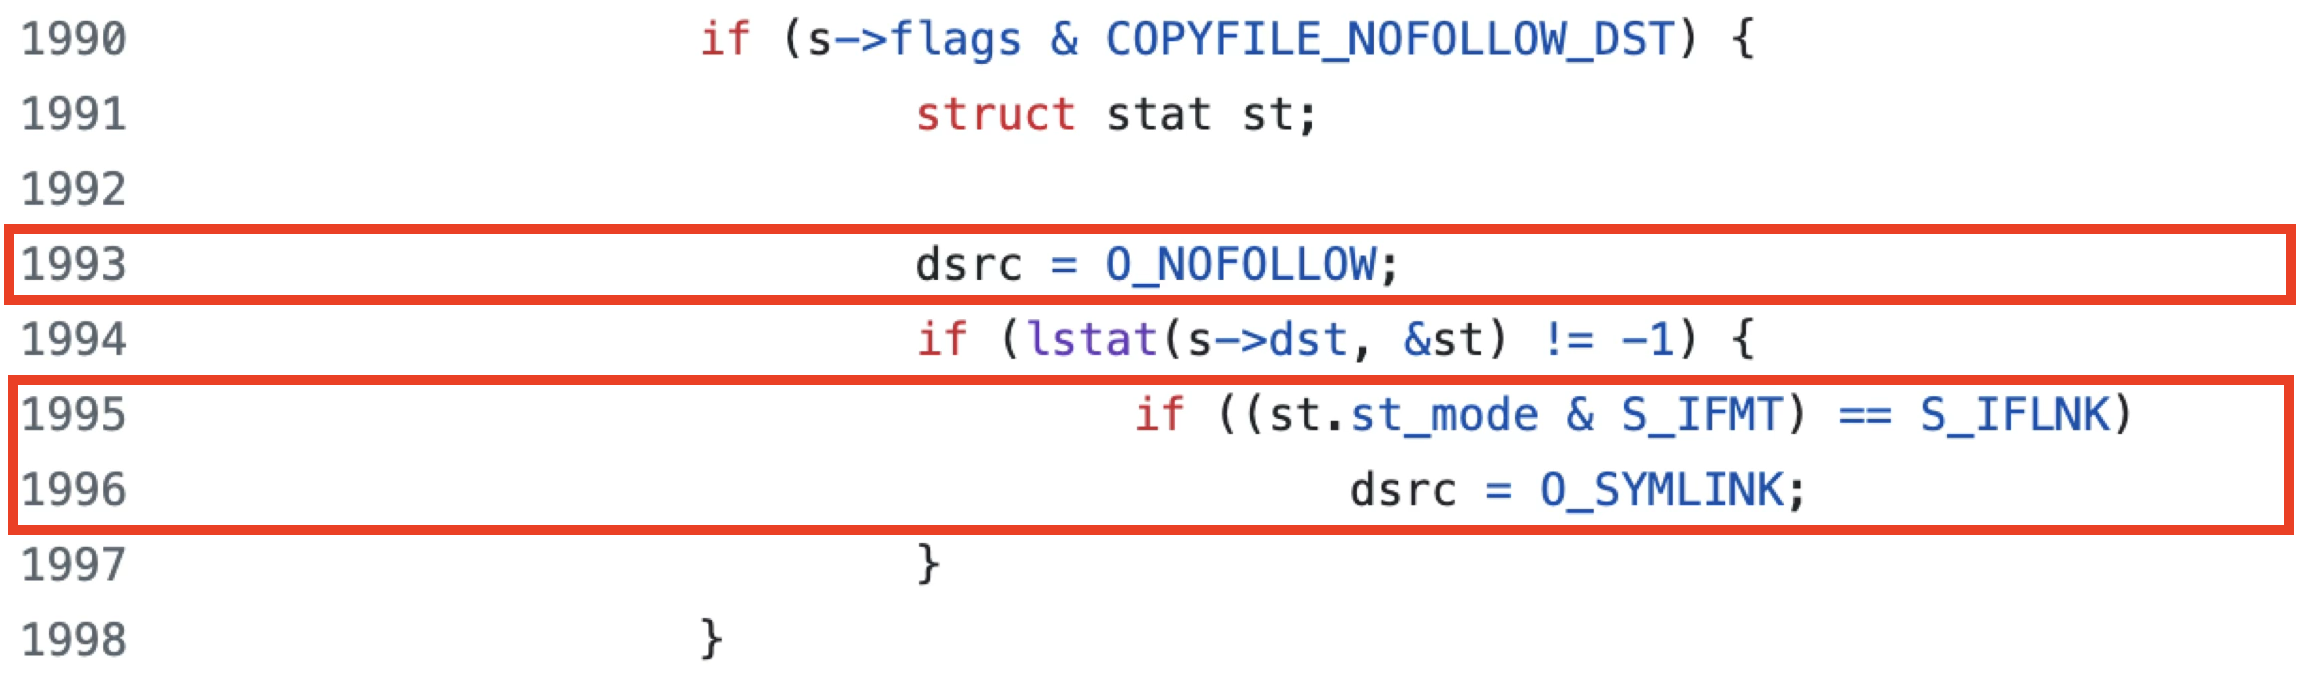 1990 if (s->flags & COPYFILE_NOFOLLOW_DST) {
1991 struct stat st;
1992
1993 dsrc = O_NOFOLLOW;
1994 if (lstat(s->dst, &st) != -1) {
1995 if ((st.st_mode & S_IFMT) == S_IFLNK)
1996 dsrc = O_SYMLINK;
1997 }
1998 }